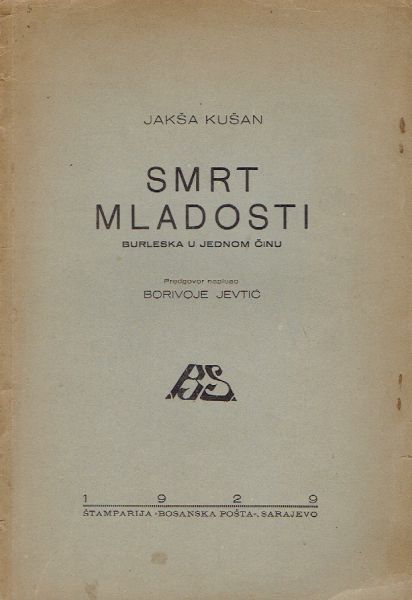 JAKŠA KUŠAN
SMRT
MLADOSTI
BURLESKA U JEDNOM ČINU
Predgovor napisao
BORIVOJE JEVTIĆ
B.S.
1 9 2 9
ŠTAMPARIJA »BOSANSKA POŠTA«, SARAJEVO